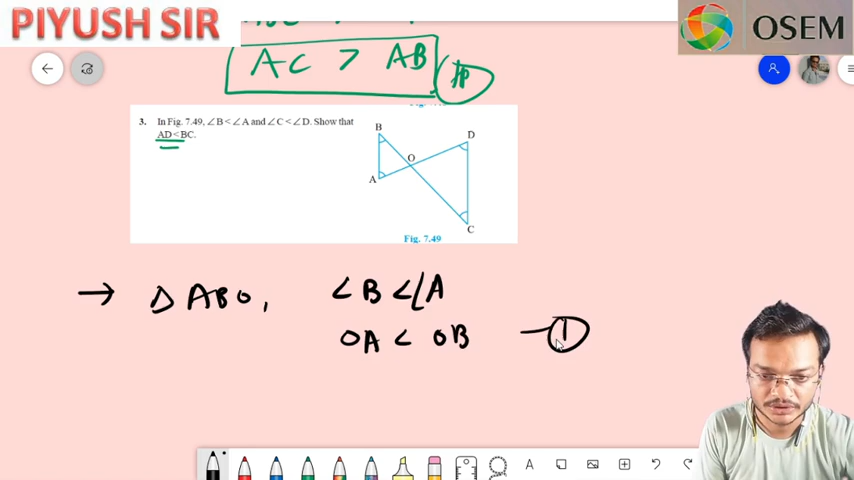 PIYUSH SIR
OSEM
AC > AB
HP
3. In Fig. 7.49, ∠B < ∠A and ∠C < ∠D. Show that
AD < BC.
B
D
O
A
C
Fig. 7.49
→ Δ ABO, ∠B < ∠A
OA < OB — 1
A